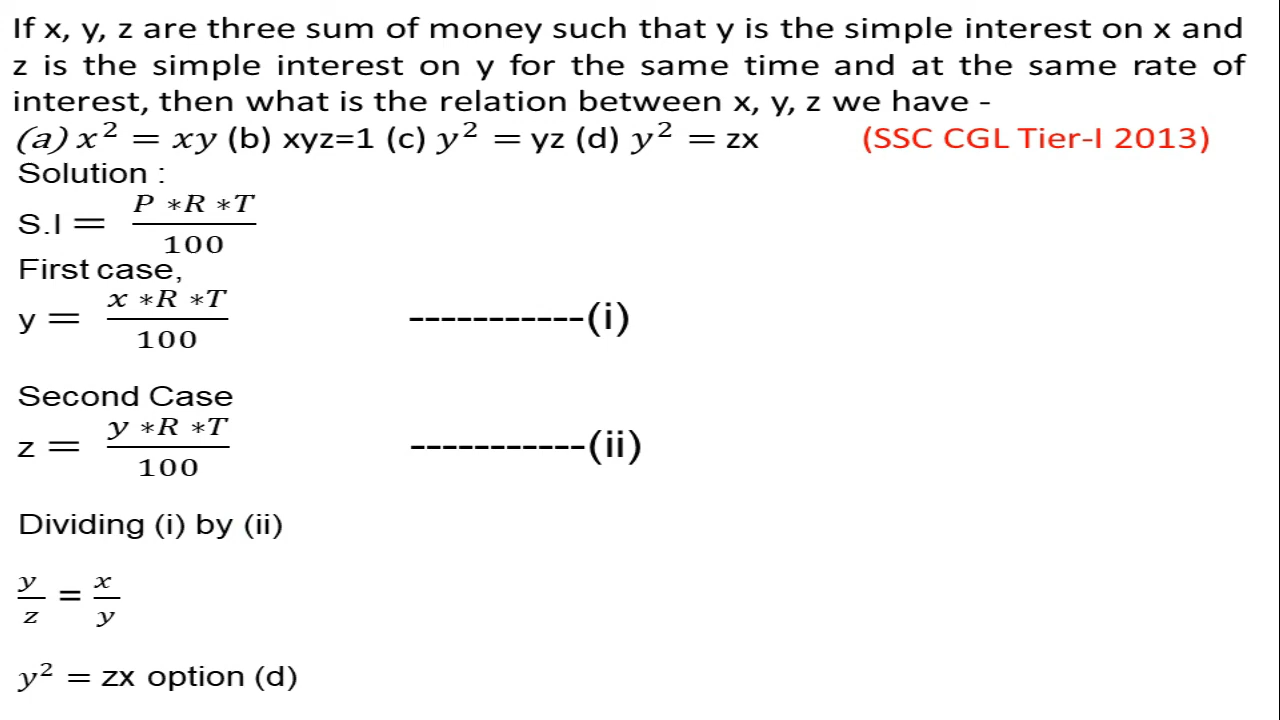 If x, y, z are three sum of money such that y is the simple interest on x and
z is the simple interest on y for the same time and at the same rate of
interest, then what is the relation between x, y, z we have -
(a) x² = xy (b) xyz=1 (c) y² = yz (d) y² = zx (SSC CGL Tier-I 2013)
Solution :
S.I = P ∗R ∗T / 100
First case,
y = x ∗R ∗T / 100 -----------(i)
Second Case
z = y ∗R ∗T / 100 -----------(ii)
Dividing (i) by (ii)
y/z = x/y
y² = zx option (d)